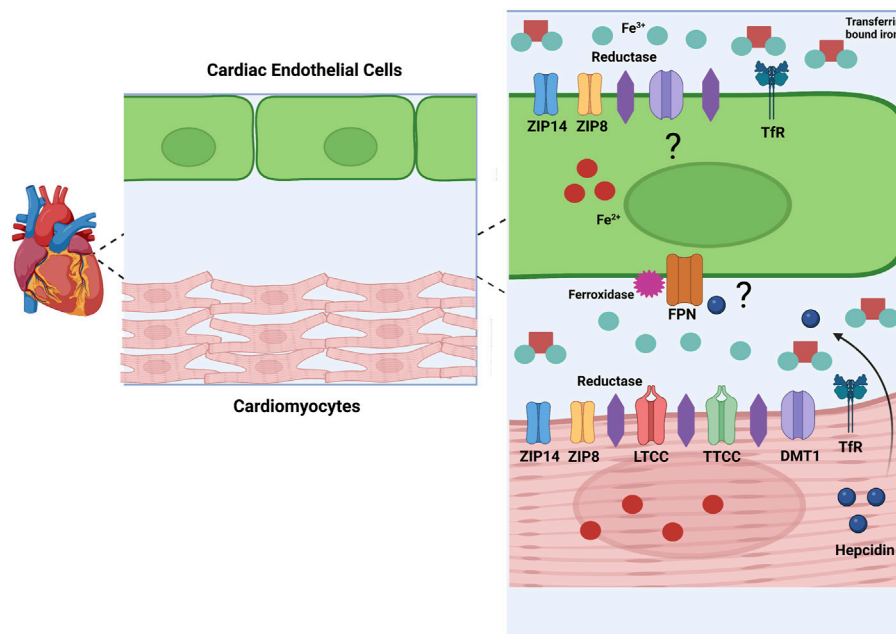 Cardiac Endothelial Cells
Cardiomyocytes
Fe³⁺
Transferrin
bound iron
Reductase
ZIP14 ZIP8
TfR
?
Fe²⁺
Ferroxidase
FPN
?
Reductase
ZIP14 ZIP8 LTCC TTCC DMT1 TfR
Hepcidin